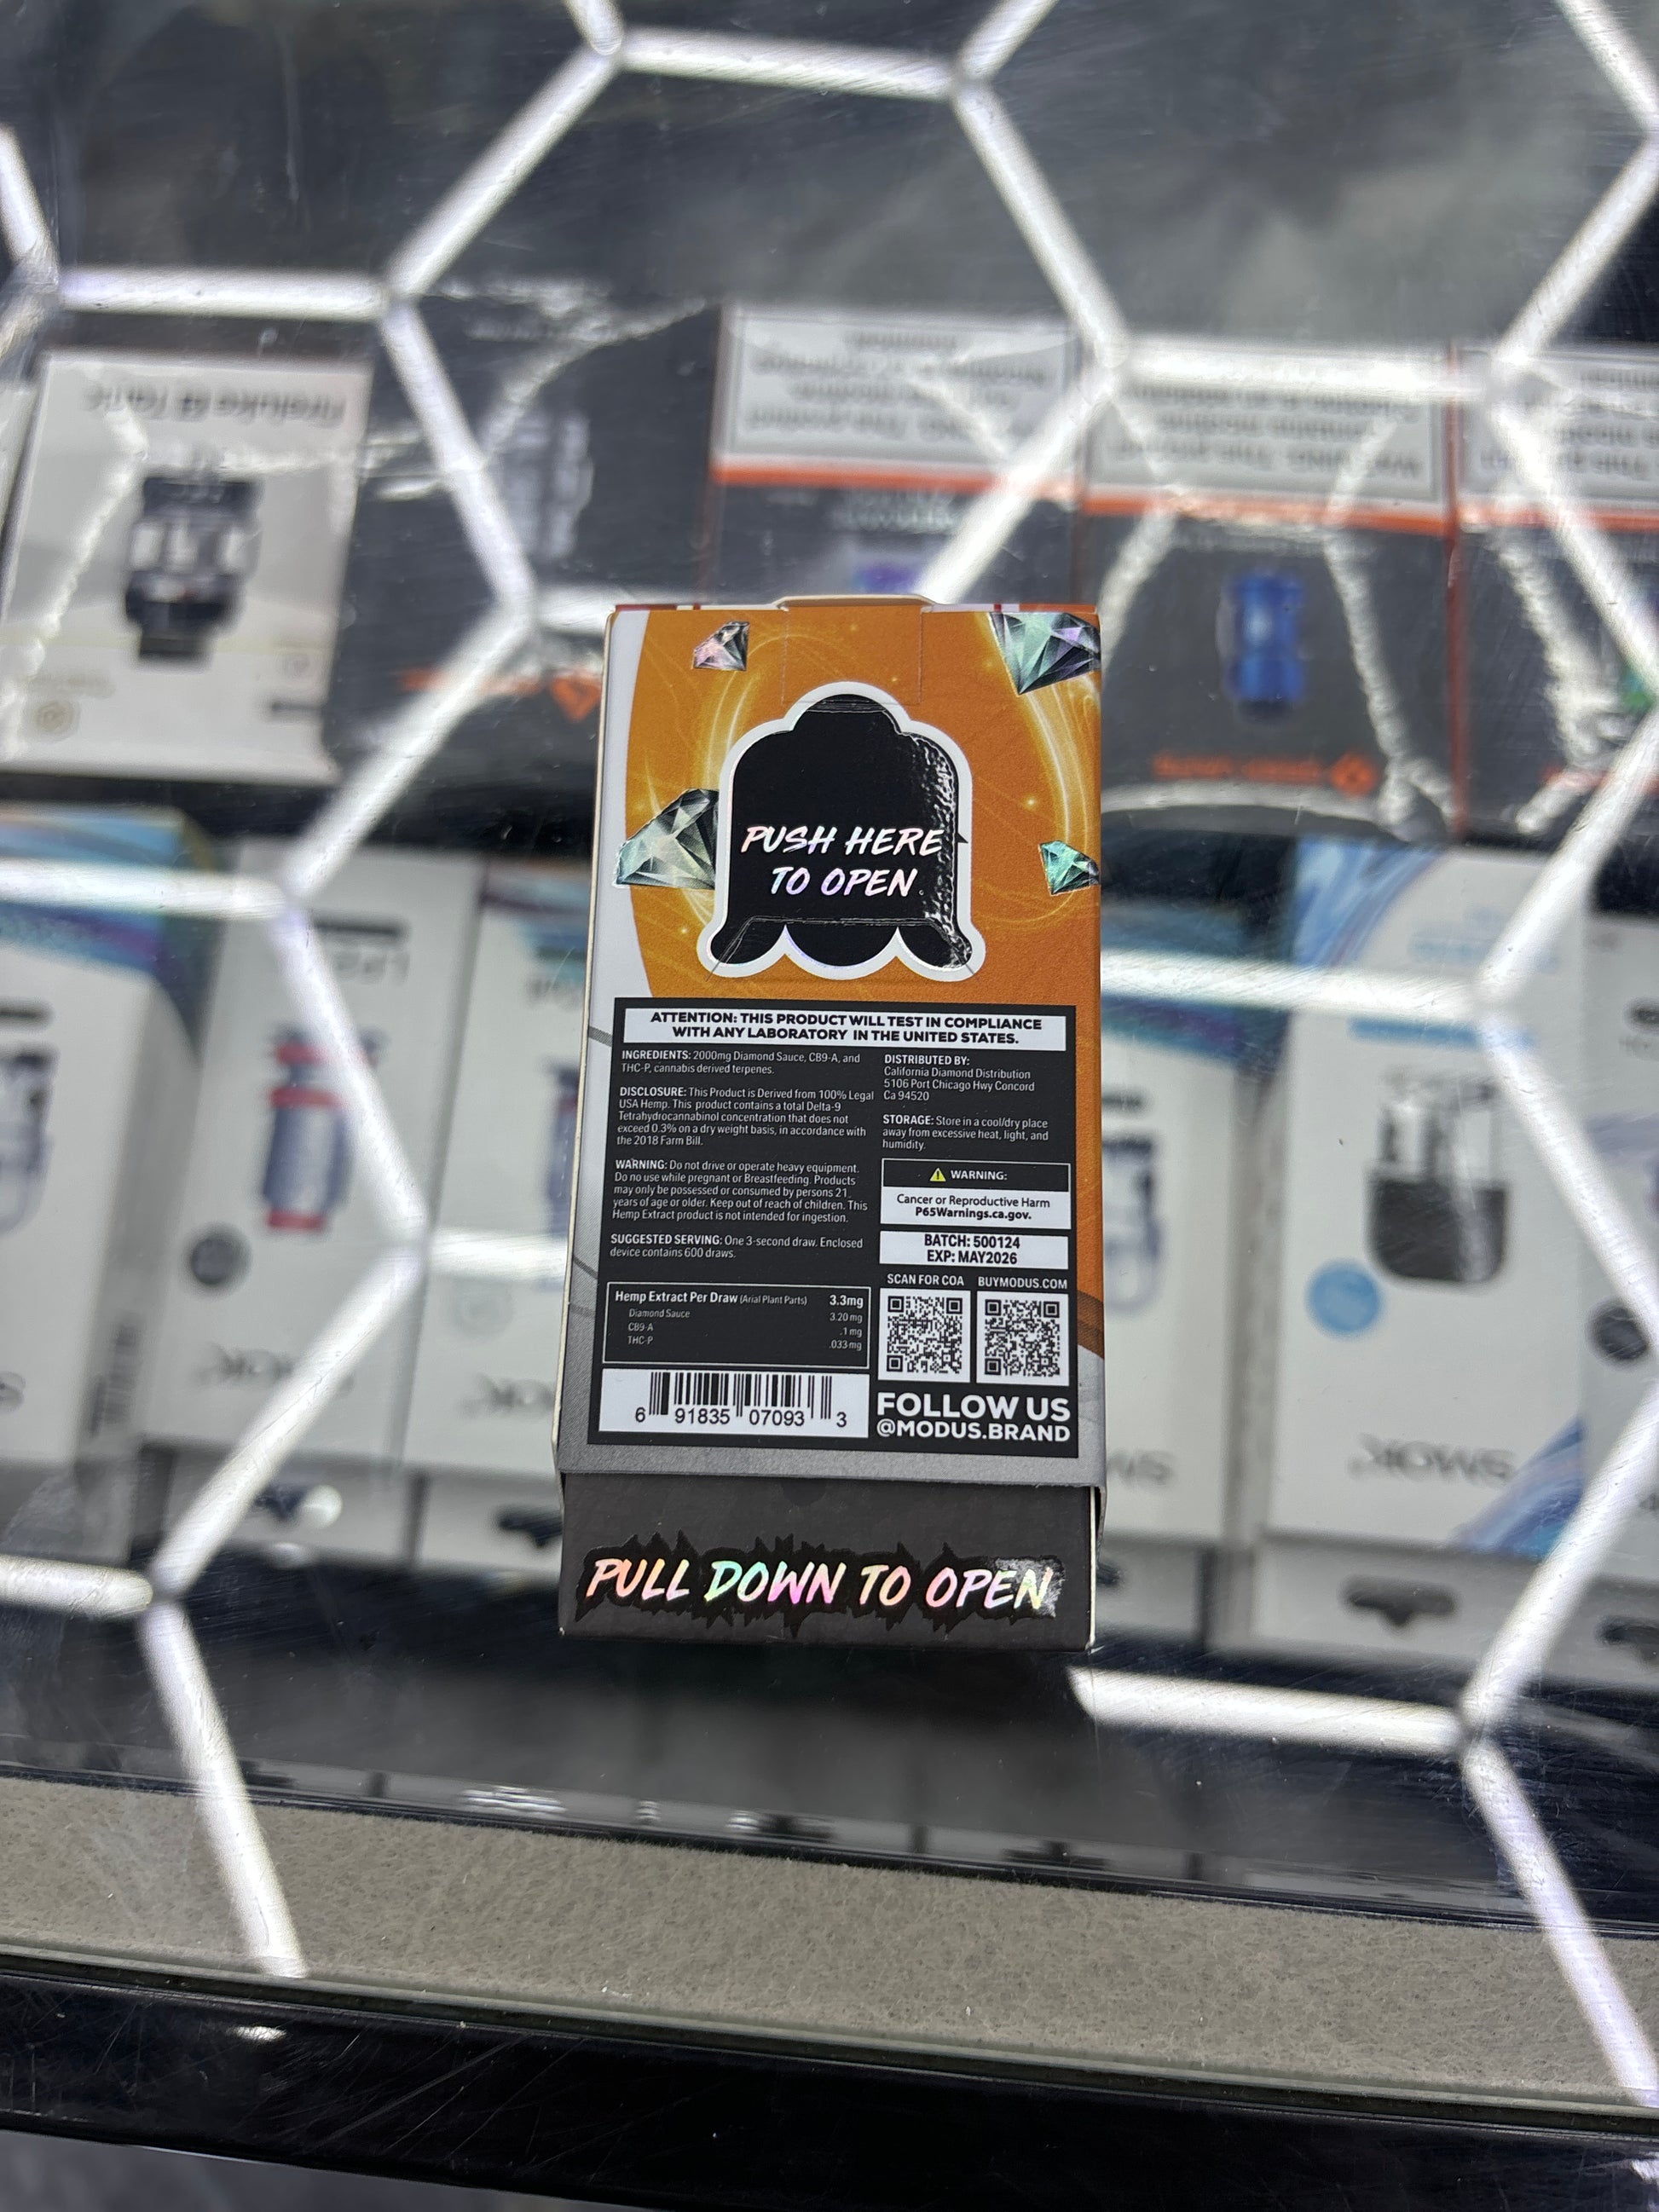 PUSH HERE
TO OPEN
ATTENTION: THIS PRODUCT WILL TEST IN COMPLIANCE
WITH ANY LABORATORY IN THE UNITED STATES.
INGREDIENTS: 2000mg Diamond Sauce, CB9-A, and
THC-P, cannabis derived terpenes.
DISCLOSURE: This Product is Derived from 100% Legal
USA Hemp. This product contains a total Delta-9
Tetrahydrocannabinol concentration that does not
exceed 0.3% on a dry weight basis, in accordance with
the 2018 Farm Bill.
WARNING: Do not drive or operate heavy equipment.
Do no use while pregnant or Breastfeeding. Products
may only be possessed or consumed by persons 21
years of age or older. Keep out of reach of children. This
Hemp Extract product is not intended for ingestion.
SUGGESTED SERVING: One 3-second draw. Enclosed
device contains 600 draws.
Hemp Extract Per Draw (Arial Plant Parts) 3.3mg
Diamond Sauce 3.20 mg
CB9-A .1 mg
THC-P .033 mg
6 91835 07093 3
DISTRIBUTED BY:
California Diamond Distribution
5106 Port Chicago Hwy Concord
Ca 94520
STORAGE: Store in a cool/dry place
away from excessive heat, light, and
humidity.
WARNING:
Cancer or Reproductive Harm
P65Warnings.ca.gov.
BATCH: 500124
EXP: MAY2026
SCAN FOR COA BUYMODUS.COM
FOLLOW US
@MODUS.BRAND
PULL DOWN TO OPEN
SMOK